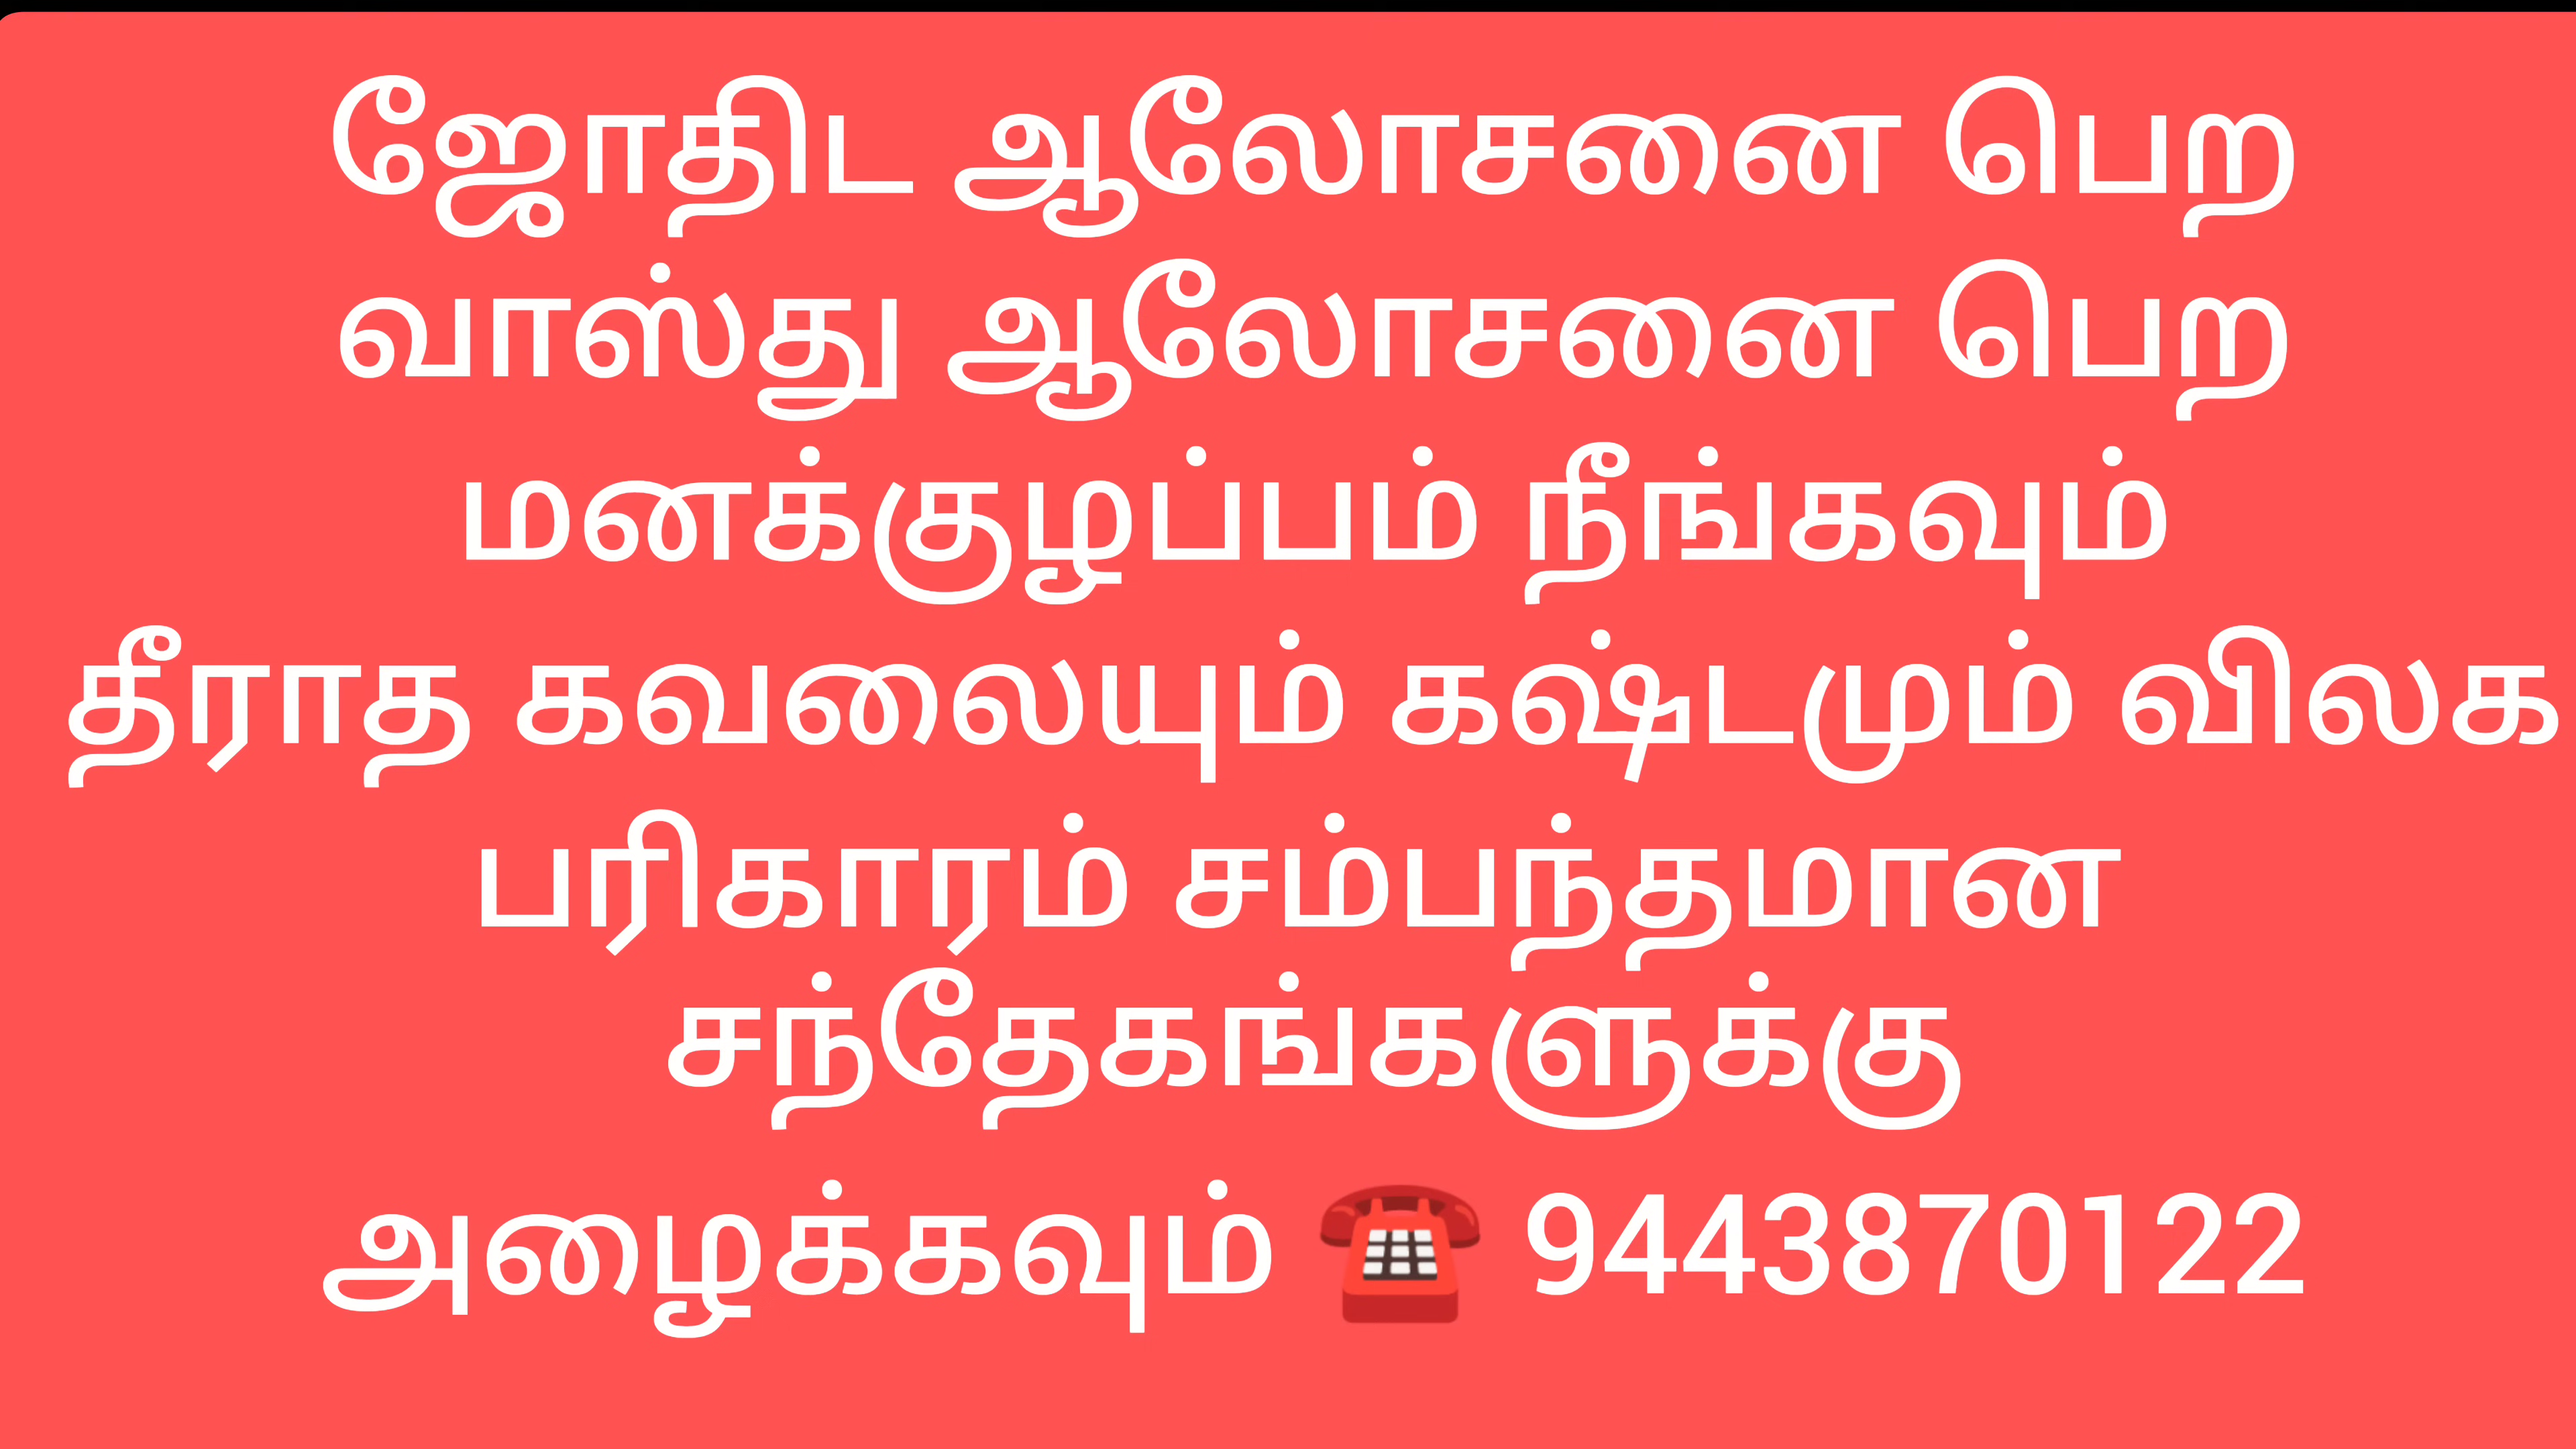 ஜோதிட ஆலோசனை பெற
வாஸ்து ஆலோசனை பெற
மனக்குழப்பம் நீங்கவும்
தீராத கவலையும் கஷ்டமும் விலக
பரிகாரம் சம்பந்தமான
சந்தேகங்களுக்கு
அழைக்கவும் ☎️ 9443870122